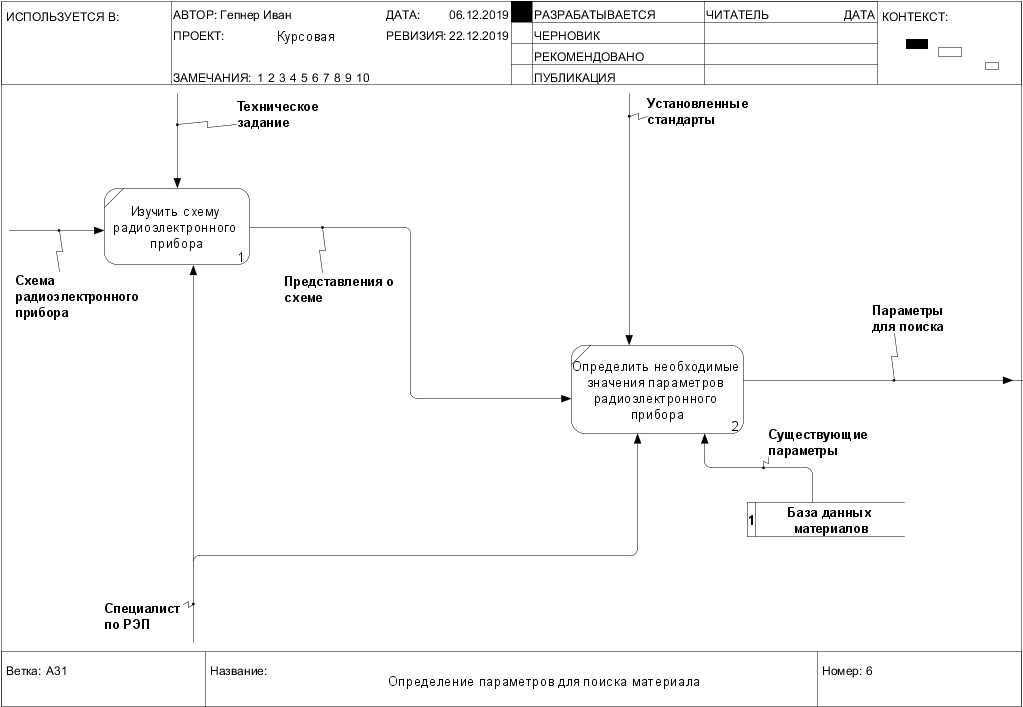 ИСПОЛЬЗУЕТСЯ В:
АВТОР: Гепнер Иван
ДАТА: 06.12.2019
РАЗРАБАТЫВАЕТСЯ
ЧИТАТЕЛЬ
ДАТА
КОНТЕКСТ:
ПРОЕКТ: Курсовая
РЕВИЗИЯ: 22.12.2019
ЧЕРНОВИК
РЕКОМЕНДОВАНО
ЗАМЕЧАНИЯ: 1 2 3 4 5 6 7 8 9 10
ПУБЛИКАЦИЯ
Техническое
задание
Установленные
стандарты
Изучить схему
радиоэлектронного
прибора
1
Схема
радиоэлектронного
прибора
Представления о
схеме
Параметры
для поиска
Определить необходимые
значения параметров
радиоэлектронного
прибора
2
Существующие
параметры
1
База данных
материалов
Специалист
по РЭП
Ветка: A31
Название:
Определение параметров для поиска материала
Номер: 6